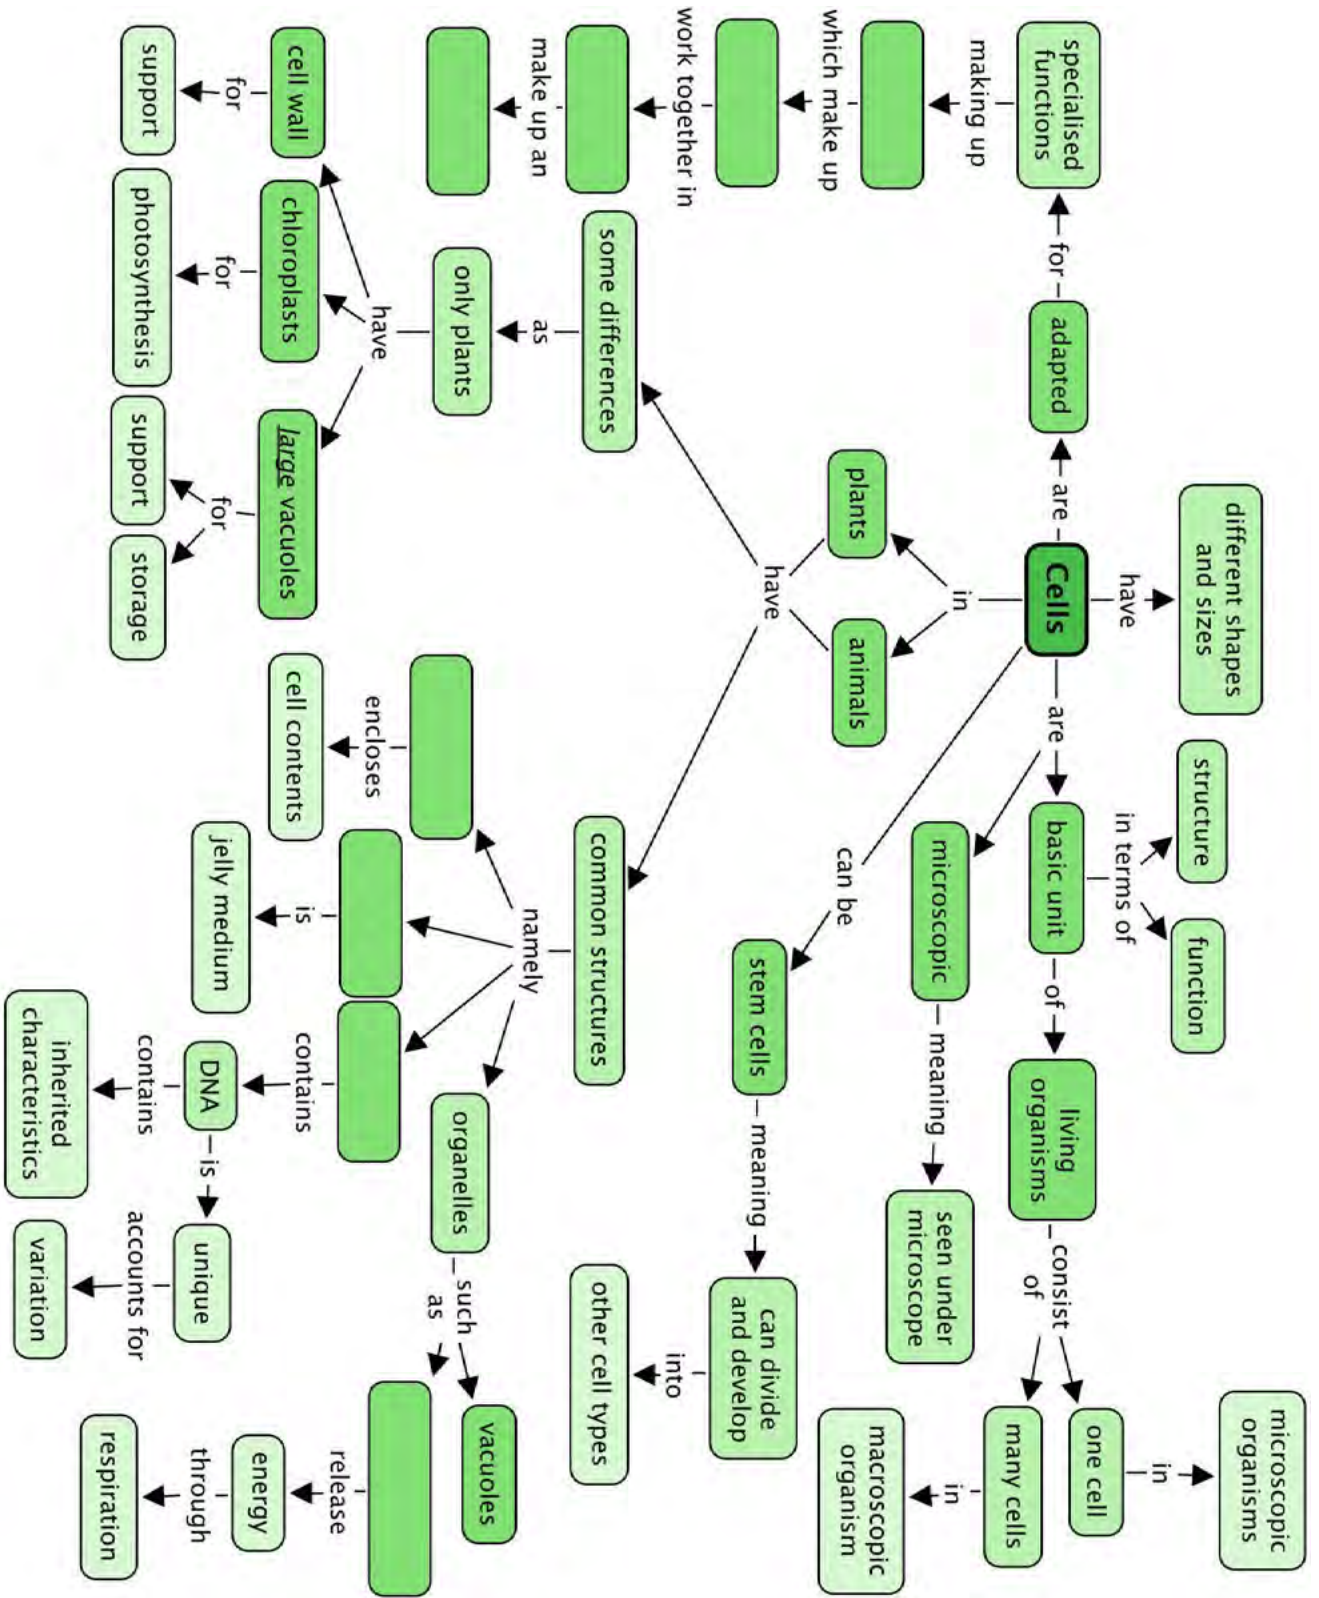 different shapes
and sizes
have
Cells
are
adapted
for
specialised
functions
making up
which make up
work together in
make up an
are
basic unit
in terms of
structure
function
of
living
organisms
consist
of
one cell
in
microscopic
organisms
many cells
in
macroscopic
organism
microscopic
meaning
seen under
microscope
can be
stem cells
meaning
can divide
and develop
into
other cell types
in
plants
animals
have
some differences
as
only plants
have
cell wall
for
support
chloroplasts
for
photosynthesis
large vacuoles
for
support
storage
common structures
namely
encloses
cell contents
is
jelly medium
contains
DNA
contains
inherited
characteristics
is
unique
accounts for
variation
organelles
such
as
vacuoles
release
energy
through
respiration